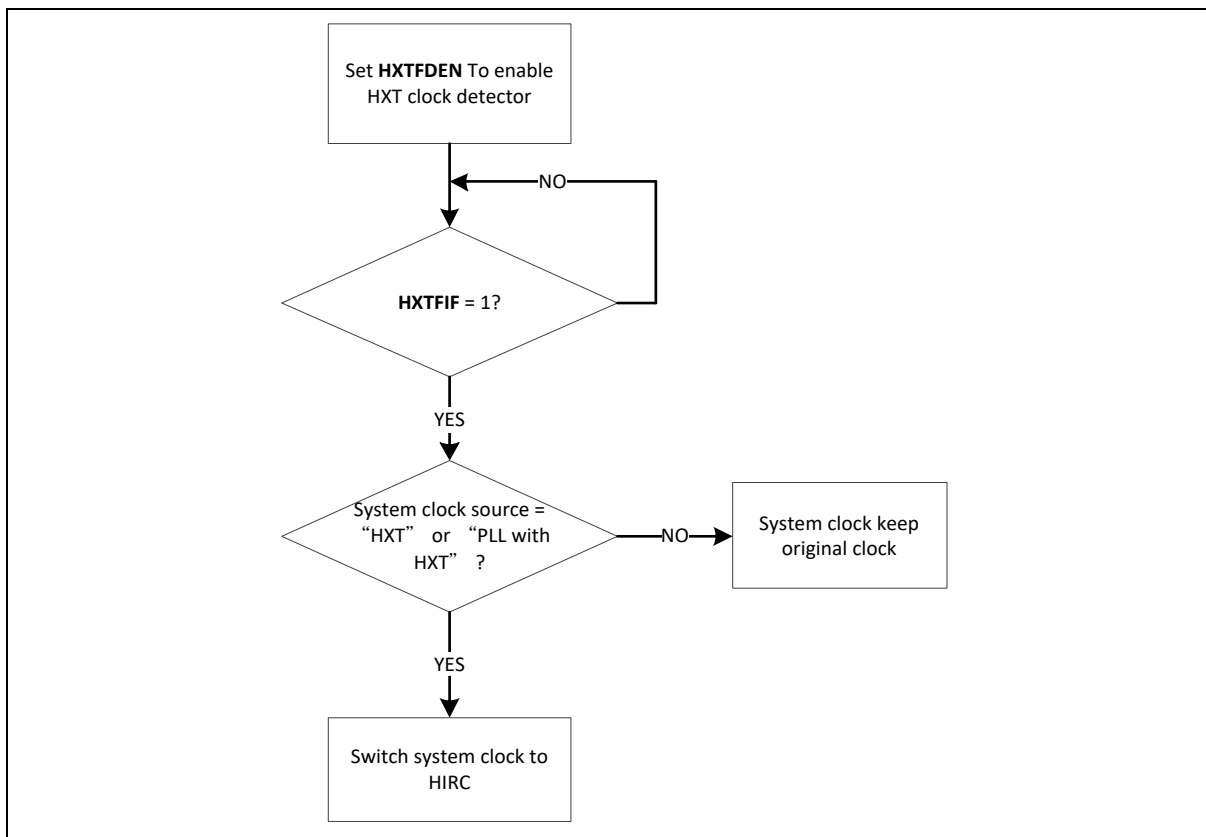 Set HXTFDEN To enable
HXT clock detector
NO
HXTFIF = 1?
YES
System clock source =
“HXT” or “PLL with
HXT” ?
NO
System clock keep
original clock
YES
Switch system clock to
HIRC